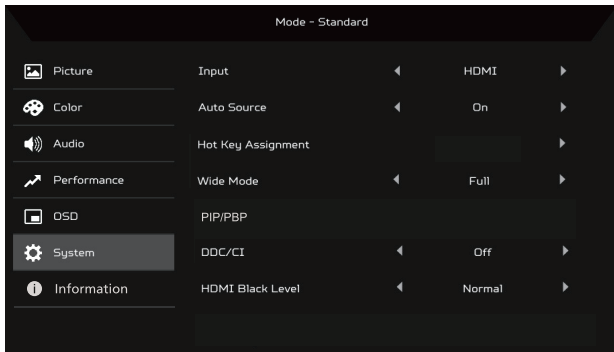 Mode - Standard
Picture
Input HDMI
Color
Auto Source On
Audio
Hot Key Assignment
Performance
Wide Mode Full
OSD
PIP/PBP
System
DDC/CI Off
Information
HDMI Black Level Normal